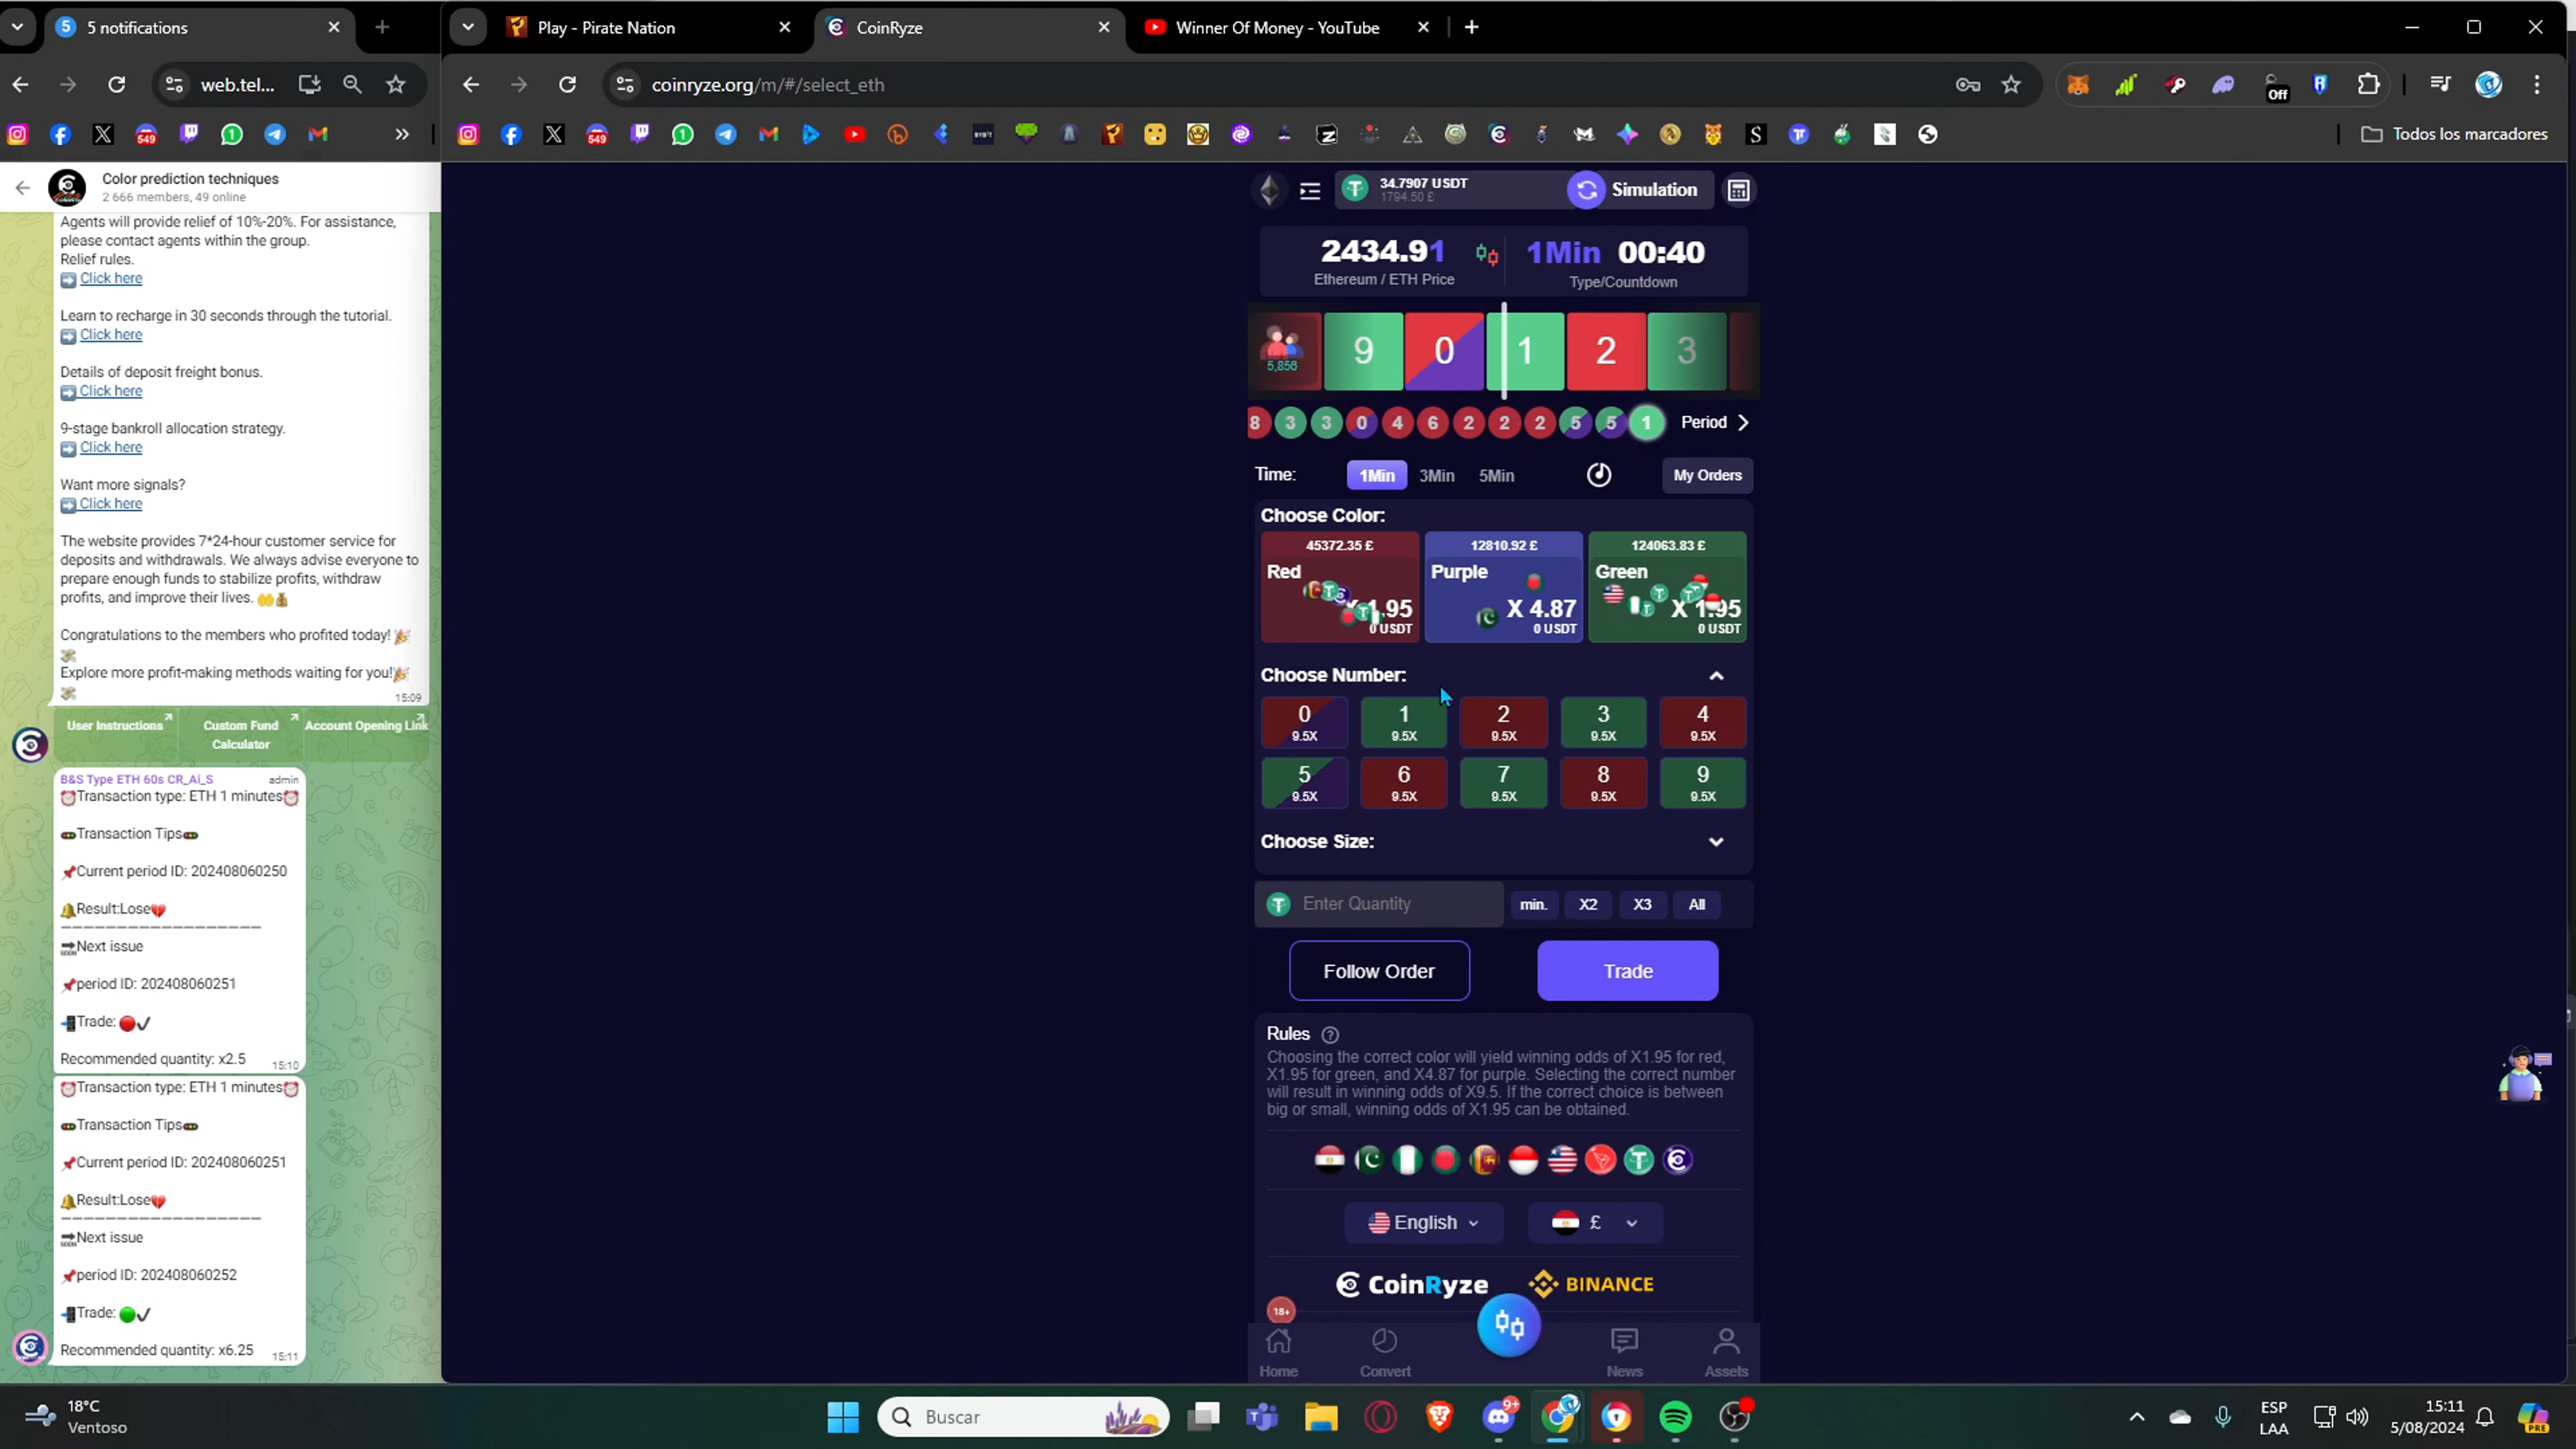 5 notifications
Play - Pirate Nation
CoinRyze
Winner Of Money - YouTube
web.tel...
coinryze.org/m/#/select_eth
Off
549
549
BYBIT
Todos los marcadores
Color prediction techniques
2 666 members, 49 online
Agents will provide relief of 10%-20%. For assistance,
please contact agents within the group.
Relief rules.
Click here
Learn to recharge in 30 seconds through the tutorial.
Click here
Details of deposit freight bonus.
Click here
9-stage bankroll allocation strategy.
Click here
Want more signals?
Click here
The website provides 7*24-hour customer service for
deposits and withdrawals. We always advise everyone to
prepare enough funds to stabilize profits, withdraw
profits, and improve their lives.
Congratulations to the members who profited today!
Explore more profit-making methods waiting for you!
15:09
User Instructions
Custom Fund
Calculator
Account Opening Link
B&S Type ETH 60s CR_Ai_S
admin
Transaction type: ETH 1 minutes
Transaction Tips
Current period ID: 202408060250
Result:Lose
——————————————————
Next issue
period ID: 202408060251
Trade:
Recommended quantity: x2.5
15:10
Transaction type: ETH 1 minutes
Transaction Tips
Current period ID: 202408060251
Result:Lose
——————————————————
Next issue
period ID: 202408060252
Trade:
Recommended quantity: x6.25
15:11
34.7907 USDT
1794.50 £
Simulation
2434.91
Ethereum / ETH Price
1Min 00:40
Type/Countdown
5,856
9 0 1 2 3
8 3 3 0 4 6 2 2 2 5 5 1
Period
Time:
1Min
3Min
5Min
My Orders
Choose Color:
45372.35 £
Red
X 1.95
0 USDT
12810.92 £
Purple
X 4.87
0 USDT
124063.83 £
Green
X 1.95
0 USDT
Choose Number:
0 1 2 3 4
9.5X 9.5X 9.5X 9.5X 9.5X
5 6 7 8 9
9.5X 9.5X 9.5X 9.5X 9.5X
Choose Size:
Enter Quantity
min.
X2
X3
All
Follow Order
Trade
Rules
Choosing the correct color will yield winning odds of X1.95 for red,
X1.95 for green, and X4.87 for purple. Selecting the correct number
will result in winning odds of X9.5. If the correct choice is between
big or small, winning odds of X1.95 can be obtained.
English
£
CoinRyze
BINANCE
18+
Home
Convert
News
Assets
18°C
Ventoso
Buscar
9+
ESP
LAA
15:11
5/08/2024
PRE